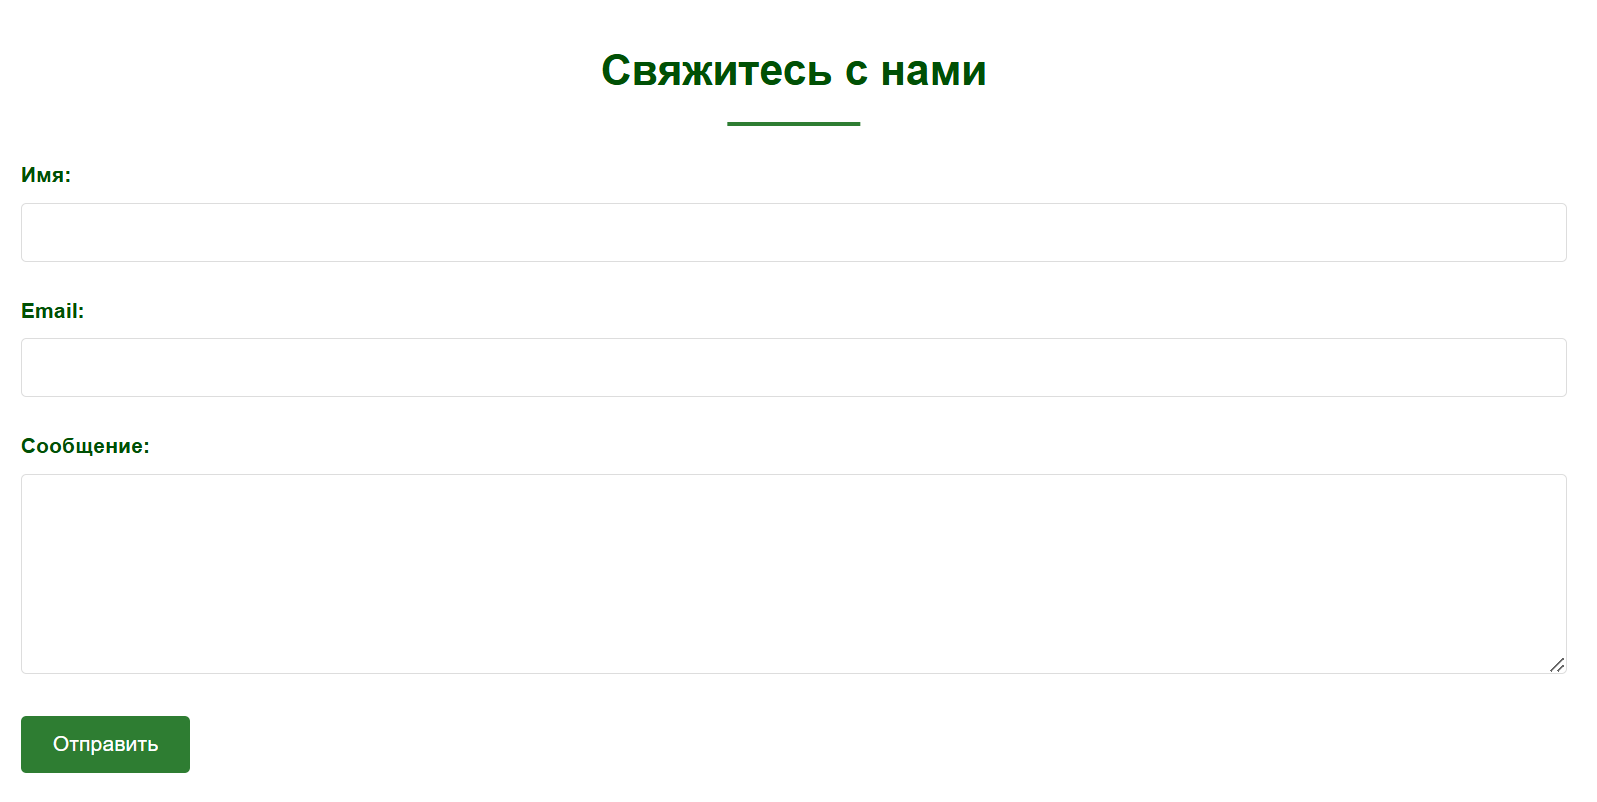 Свяжитесь с нами
Имя:
Email:
Сообщение:
Отправить